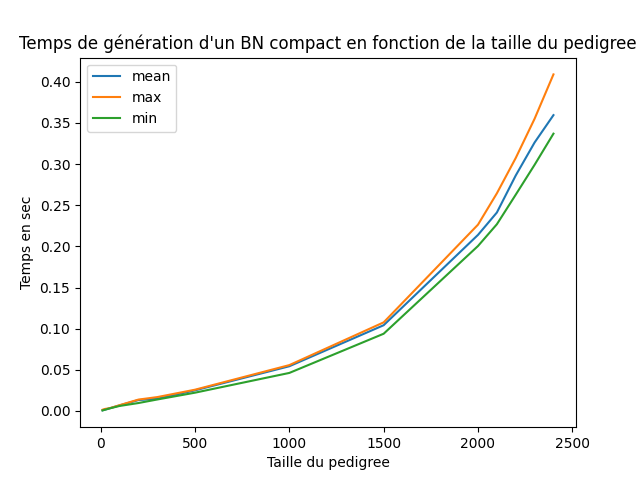 Temps de génération d'un BN compact en fonction de la taille du pedigree
mean
max
min
0.40
0.35
0.30
0.25
0.20
0.15
0.10
0.05
0.00
Temps en sec
0
500
1000
1500
2000
2500
Taille du pedigree